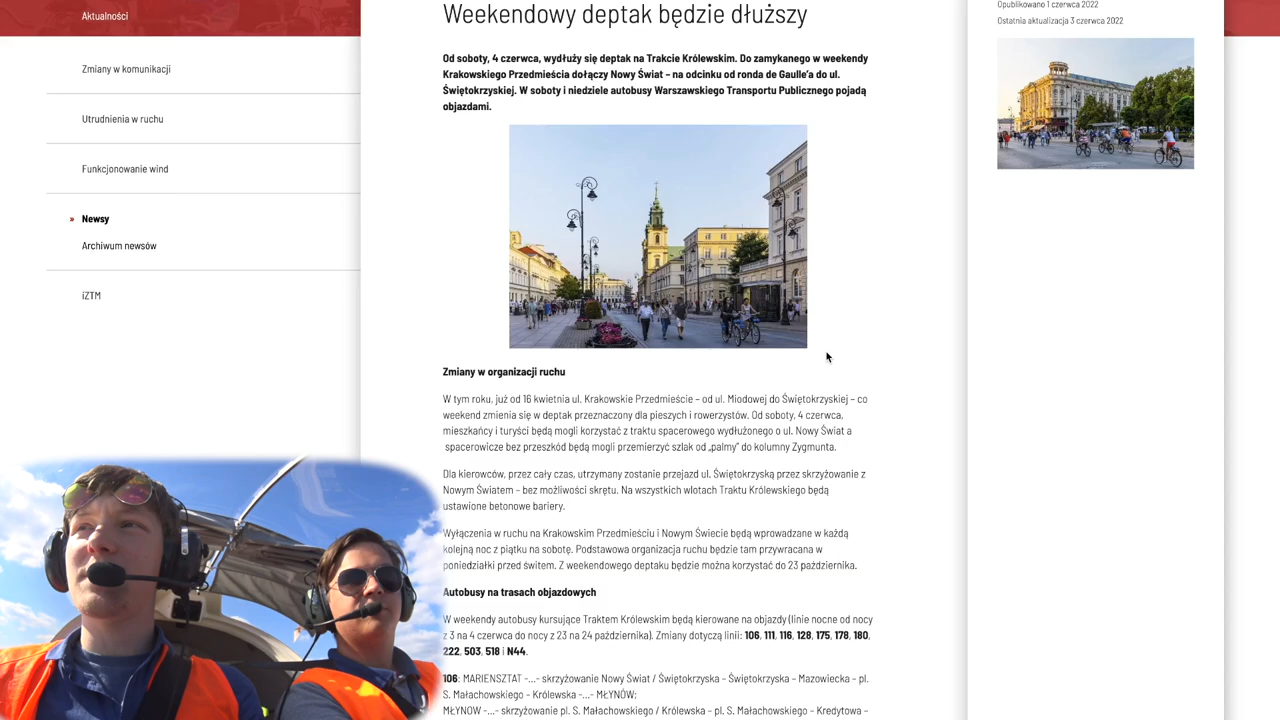 Aktualności
Zmiany w komunikacji
Utrudnienia w ruchu
Funkcjonowanie wind
» Newsy
Archiwum newsów
iZTM
Weekendowy deptak będzie dłuższy
Od soboty, 4 czerwca, wydłuży się deptak na Trakcie Królewskim. Do zamykanego w weekendy
Krakowskiego Przedmieścia dołączy Nowy Świat – na odcinku od ronda de Gaulle’a do ul.
Świętokrzyskiej. W soboty i niedziele autobusy Warszawskiego Transportu Publicznego pojadą
objazdami.
Zmiany w organizacji ruchu
W tym roku, już od 16 kwietnia ul. Krakowskie Przedmieście – od ul. Miodowej do Świętokrzyskiej – co
weekend zmienia się w deptak przeznaczony dla pieszych i rowerzystów. Od soboty, 4 czerwca,
mieszkańcy i turyści będą mogli korzystać z traktu spacerowego wydłużonego o ul. Nowy Świat a
spacerowicze bez przeszkód będą mogli przemierzyć szlak od „palmy” do kolumny Zygmunta.
Dla kierowców, przez cały czas, utrzymany zostanie przejazd ul. Świętokrzyską przez skrzyżowanie z
Nowym Światem – bez możliwości skrętu. Na wszystkich wlotach Traktu Królewskiego będą
ustawione betonowe bariery.
Wyłączenia w ruchu na Krakowskim Przedmieściu i Nowym Świecie będą wprowadzane w każdą
kolejną noc z piątku na sobotę. Podstawowa organizacja ruchu będzie tam przywracana w
poniedziałki przed świtem. Z weekendowego deptaku będzie można korzystać do 23 października.
Autobusy na trasach objazdowych
W weekendy autobusy kursujące Traktem Królewskim będą kierowane na objazdy (linie nocne od nocy
z 3 na 4 czerwca do nocy z 23 na 24 października). Zmiany dotyczą linii: 106, 111, 116, 128, 175, 178, 180,
222, 503, 518 i N44.
106: MARIENSZTAT -...- skrzyżowanie Nowy Świat / Świętokrzyska – Świętokrzyska – Mazowiecka – pl.
S. Małachowskiego – Królewska -...- MŁYNÓW;
MŁYNÓW -...- skrzyżowanie pl. S. Małachowskiego / Królewska – pl. S. Małachowskiego – Kredytowa –
Opublikowano 1 czerwca 2022
Ostatnia aktualizacja 3 czerwca 2022